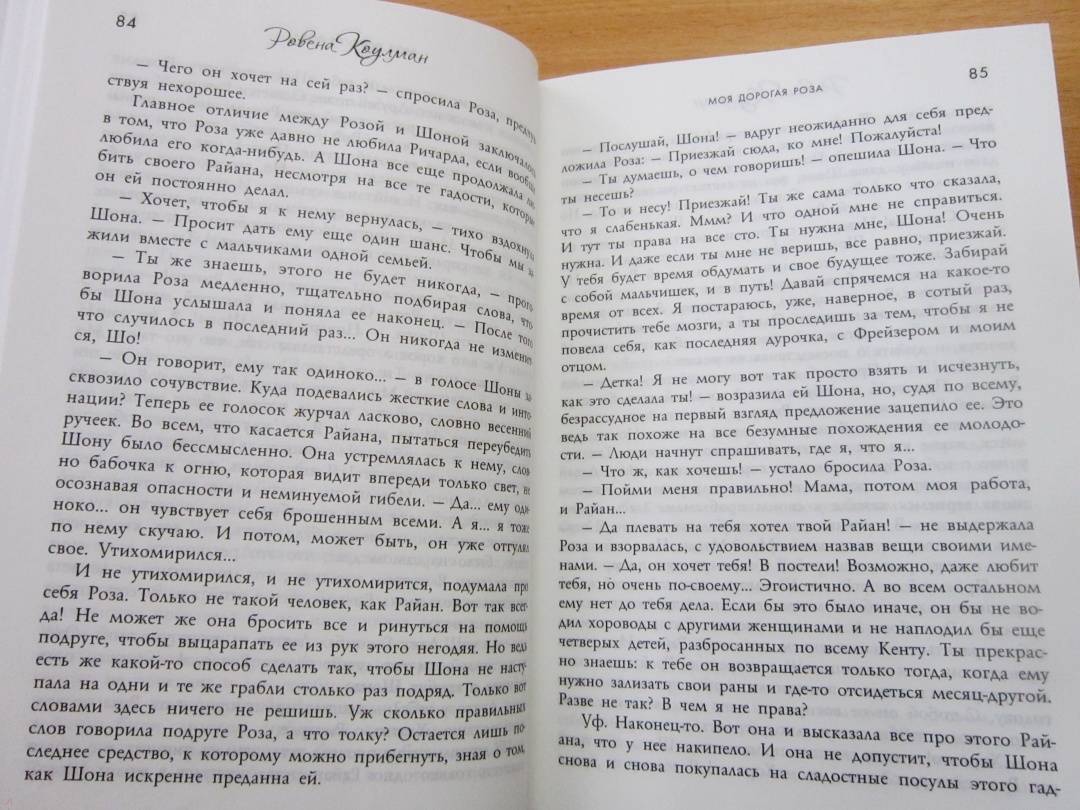 84
Ровена Коулман
— Чего он хочет на сей раз? — спросила Роза, предчув-
ствуя нехорошее.
Главное отличие между Розой и Шоной заключалось
в том, что Роза уже давно не любила Ричарда, если вообще
любила его когда-нибудь. А Шона все еще продолжала лю-
бить своего Райана, несмотря на все те гадости, которые
он ей постоянно делал.
— Хочет, чтобы я к нему вернулась, — тихо вздохнула
Шона. — Просит дать ему еще один шанс. Чтобы мы за-
жили вместе с мальчиками одной семьей.
— Ты же знаешь, этого не будет никогда, — прого-
ворила Роза медленно, тщательно подбирая слова, что
бы Шона услышала и поняла ее наконец. — После того
что случилось в последний раз... Он никогда не изменит
ся, Шо!
— Он говорит, ему так одиноко... — в голосе Шоны за-
сквозило сочувствие. Куда подевались жесткие слова и инто-
нации? Теперь ее голосок журчал ласково, словно весенний
ручеек. Во всем, что касается Райана, пытаться переубедить
Шону было бессмысленно. Она устремлялась к нему, слов
но бабочка к огню, которая видит впереди только свет, не
осознавая опасности и неминуемой гибели. — Да... ему оди
ноко... он чувствует себя брошенным всеми. А я... я тоже
по нему скучаю. И потом, может быть, он уже отгулял
свое. Утихомирился...
И не утихомирился, и не утихомирится, подумала про
себя Роза. Только не такой человек, как Райан. Вот так всег-
да! Не может же она бросить все и ринуться на помощь
подруге, чтобы выцарапать ее из рук этого негодяя. Но ведь
есть же какой-то способ сделать так, чтобы Шона не насту-
пала на одни и те же грабли столько раз подряд. Только вот
словами здесь ничего не решишь. Уж сколько правильных
слов говорила подруге Роза, а что толку? Остается лишь по-
следнее средство, к которому можно прибегнуть, зная о том,
как Шона искренне преданна ей.
85
МОЯ ДОРОГАЯ РОЗА
— Послушай, Шона! — вдруг неожиданно для себя пред-
ложила Роза: — Приезжай сюда, ко мне! Пожалуйста!
— Ты думаешь, о чем говоришь! — опешила Шона. — Что
ты несешь?
— То и несу! Приезжай! Ты же сама только что сказала,
что я слабенькая. Ммм? И что одной мне не справиться.
И тут ты права на все сто. Ты нужна мне, Шона! Очень
нужна. И даже если ты мне не веришь, все равно, приезжай.
У тебя будет время обдумать и свое будущее тоже. Забирай
с собой мальчишек, и в путь! Давай спрячемся на какое-то
время от всех. Я постараюсь, уже, наверное, в сотый раз,
прочистить тебе мозги, а ты проследишь за тем, чтобы я не
повела себя, как последняя дурочка, с Фрейзером и моим
отцом.
— Детка! Я не могу вот так просто взять и исчезнуть,
как это сделала ты! — возразила ей Шона, но, судя по всему,
безрассудное на первый взгляд предложение зацепило ее. Это
ведь так похоже на все безумные похождения ее молодо-
сти. — Люди начнут спрашивать, где я, что я...
— Что ж, как хочешь! — устало бросила Роза.
— Пойми меня правильно! Мама, потом моя работа,
и Райан...
— Да плевать на тебя хотел твой Райан! — не выдержала
Роза и взорвалась, с удовольствием назвав вещи своими име-
нами. — Да, он хочет тебя! В постели! Возможно, даже любит
тебя, но очень по-своему... Эгоистично. А во всем остальном
ему нет до тебя дела. Если бы это было иначе, он бы не во-
дил хороводы с другими женщинами и не наплодил бы еще
четверых детей, разбросанных по всему Кенту. Ты прекрас-
но знаешь: к тебе он возвращается только тогда, когда ему
нужно зализать свои раны и где-то отсидеться месяц-другой.
Разве не так? В чем я не права?
Уф. Наконец-то. Вот она и высказала все про этого Рай-
ана, что у нее накипело. И она не допустит, чтобы Шона
снова и снова покупалась на сладостные посулы этого гад-